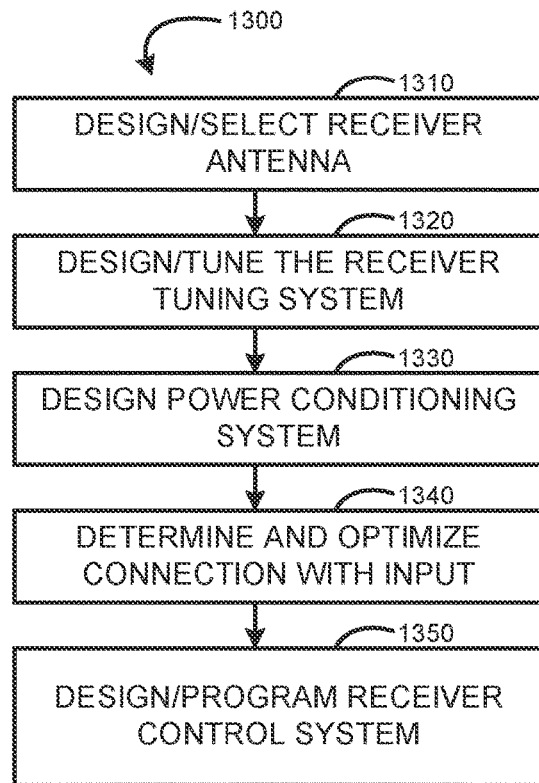 1300
1310
DESIGN/SELECT RECEIVER
ANTENNA
1320
DESIGN/TUNE THE RECEIVER
TUNING SYSTEM
1330
DESIGN POWER CONDITIONING
SYSTEM
1340
DETERMINE AND OPTIMIZE
CONNECTION WITH INPUT
1350
DESIGN/PROGRAM RECEIVER
CONTROL SYSTEM